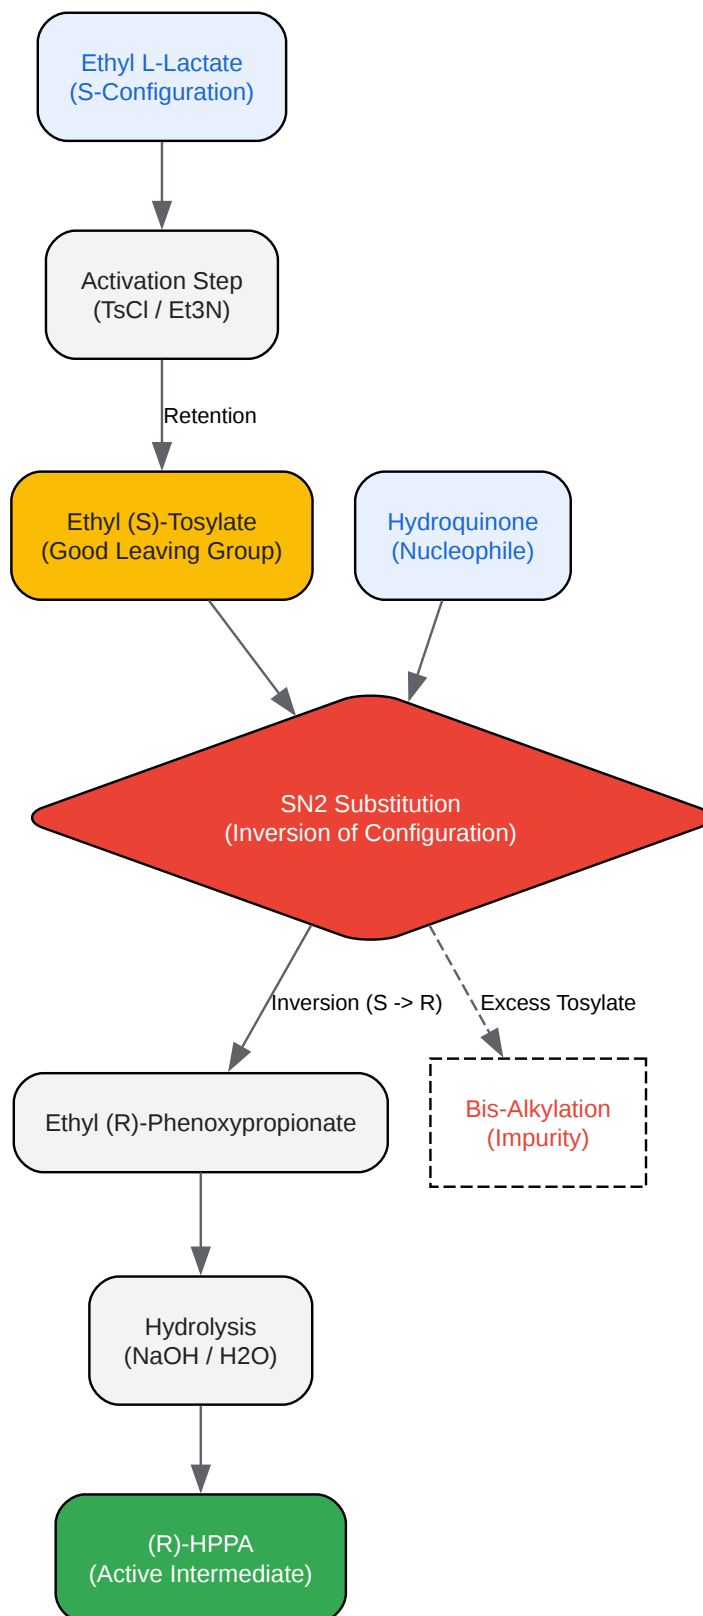 Ethyl L-Lactate
(S-Configuration)
Activation Step
(TsCl / Et3N)
Retention
Ethyl (S)-Tosylate
(Good Leaving Group)
Hydroquinone
(Nucleophile)
SN2 Substitution
(Inversion of Configuration)
Inversion (S -> R)
Excess Tosylate
Ethyl (R)-Phenoxypropionate
Bis-Alkylation
(Impurity)
Hydrolysis
(NaOH / H2O)
(R)-HPPA
(Active Intermediate)